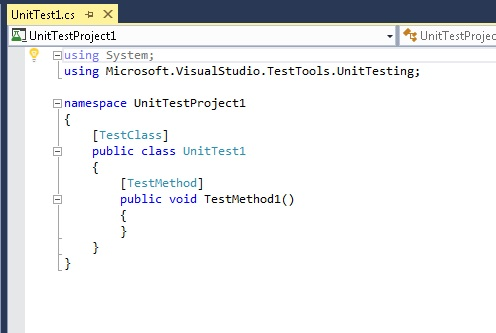 UnitTest1.cs
UnitTestProject1 UnitTestProjec
using System;
using Microsoft.VisualStudio.TestTools.UnitTesting;
namespace UnitTestProject1
{
[TestClass]
public class UnitTest1
{
[TestMethod]
public void TestMethod1()
{
}
}
}